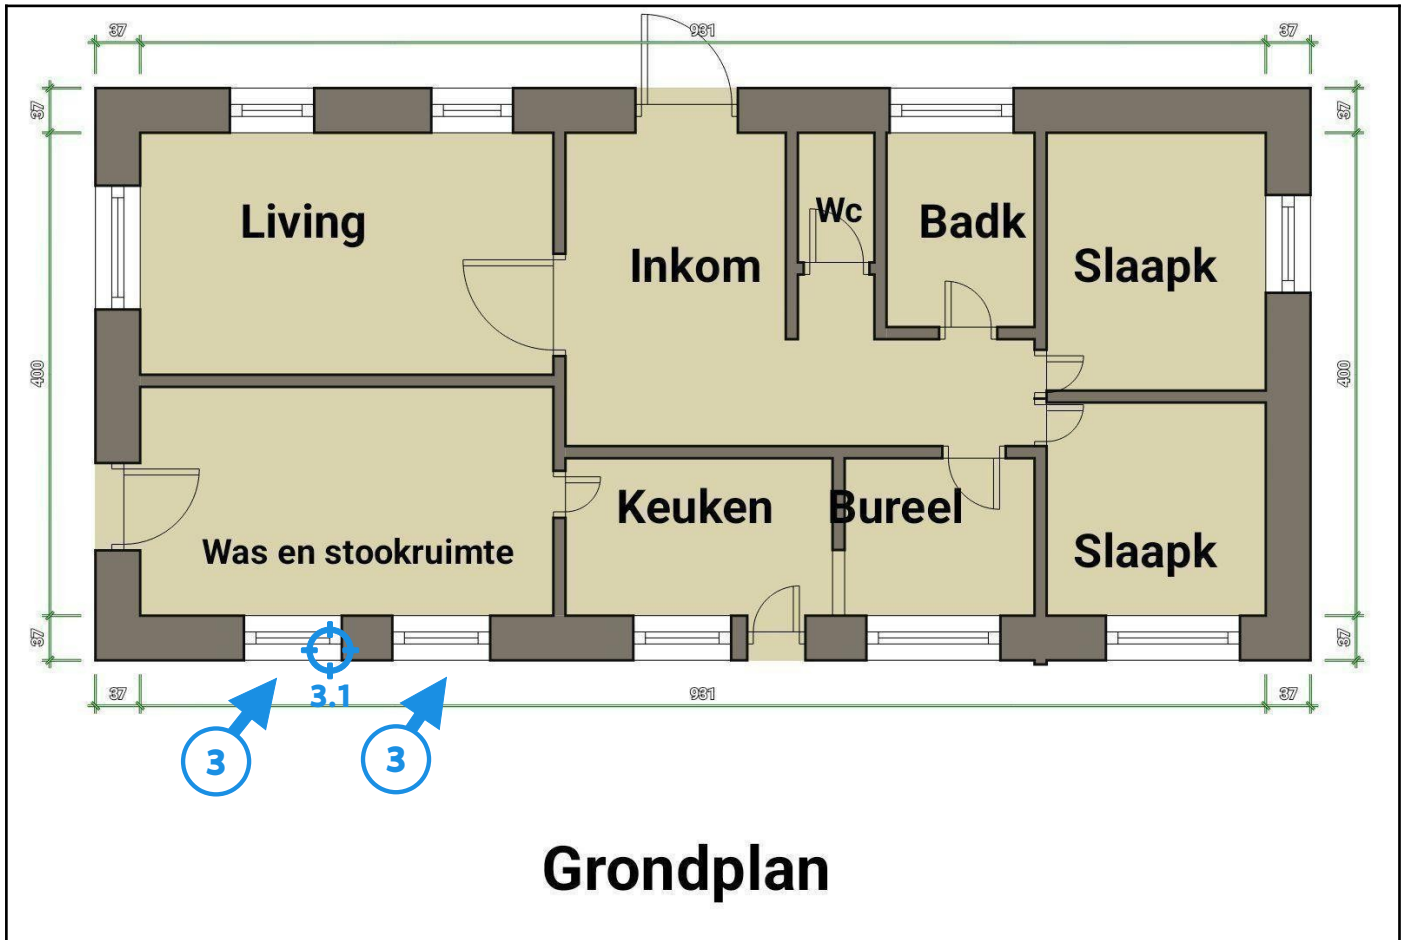 37
931
37
37
37
Living
Wc
Badk
Inkom
Slaapk
400
400
Keuken
Bureel
Was en stookruimte
Slaapk
37
37
37
3.1
931
37
3
3
Grondplan